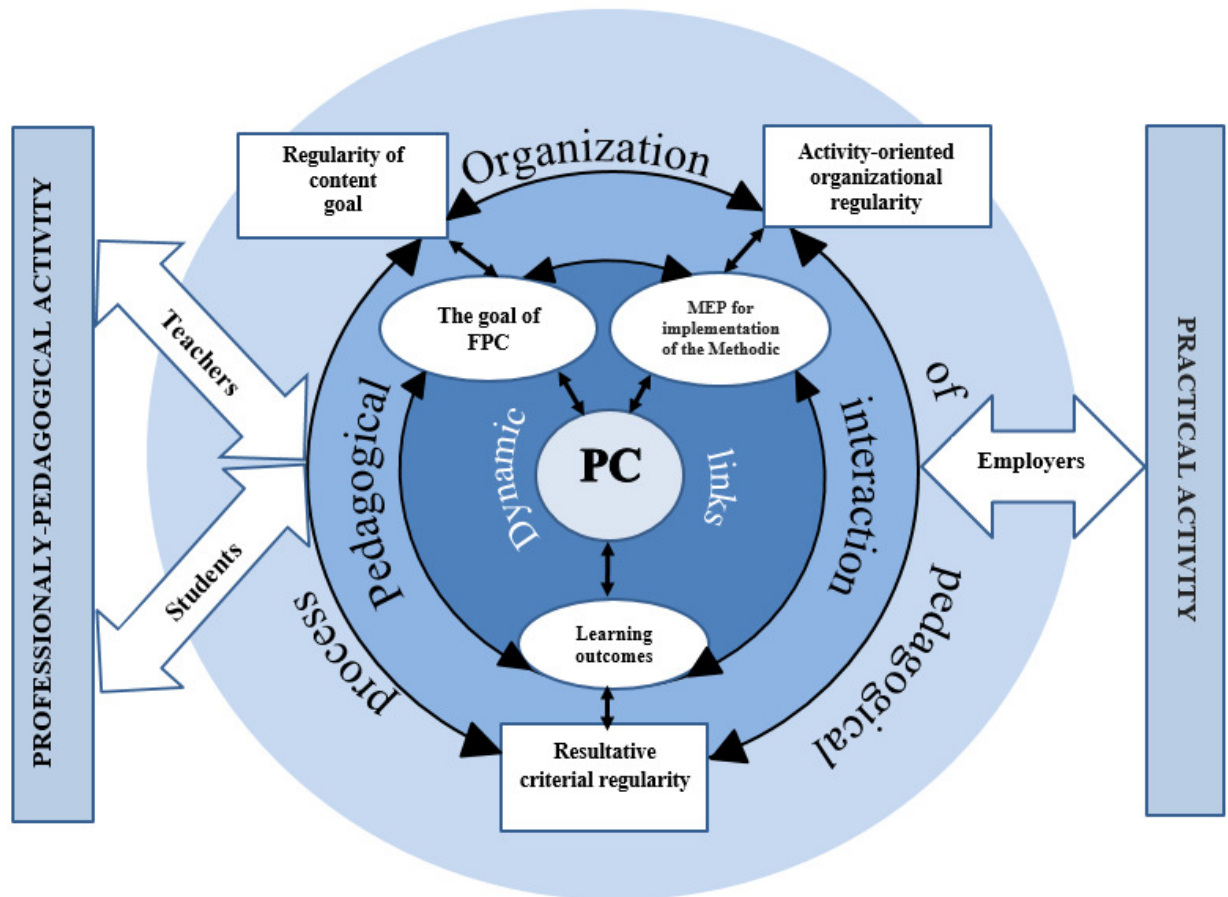 PROFESSIONALY-PEDAGOGICAL ACTIVITY
Teachers
Students
Regularity of
content
goal
Organization
of
pedagogical
process
Activity-oriented
organizational
regularity
The goal of
FPC
MEP for
implementation
of the Methodic
Pedagogical
interaction
Dynamic
links
PC
Learning
outcomes
Resultative
criterial regularity
Employers
PRACTICAL ACTIVITY